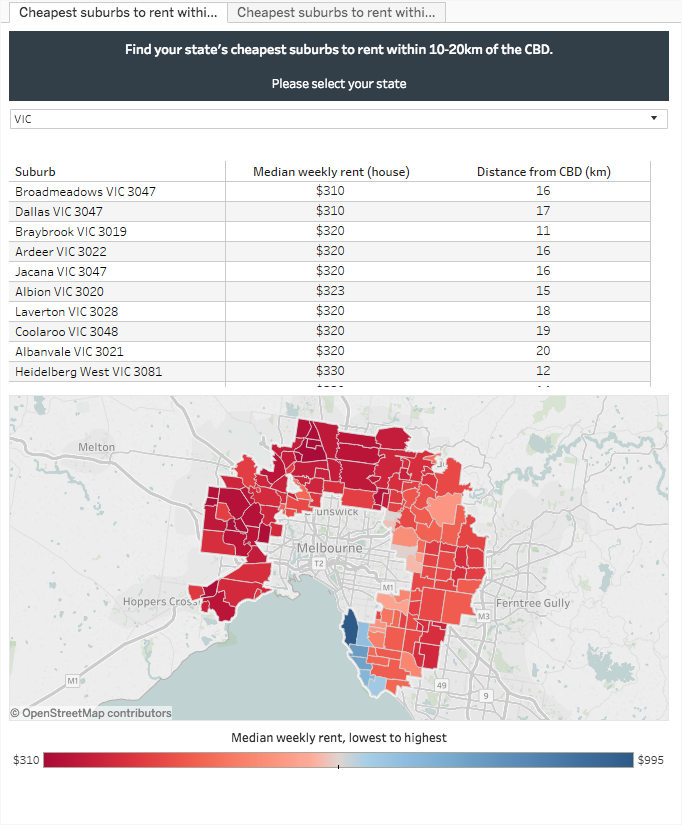 Cheapest suburbs to rent withi...
Cheapest suburbs to rent withi...
Find your state's cheapest suburbs to rent within 10-20km of the CBD.
Please select your state
VIC
Suburb Median weekly rent (house) Distance from CBD (km)
Broadmeadows VIC 3047 $310 16
Dallas VIC 3047 $310 17
Braybrook VIC 3019 $320 11
Ardeer VIC 3022 $320 16
Jacana VIC 3047 $320 16
Albion VIC 3020 $323 15
Laverton VIC 3028 $320 18
Coolaroo VIC 3048 $320 19
Albanvale VIC 3021 $320 20
Heidelberg West VIC 3081 $330 12
Melton
unswick
Melbourne
T2
M1
Hoppers Cross
Ferntree Gully
M3
M1
49
9
© OpenStreetMap contributors
Median weekly rent, lowest to highest
$310 $995